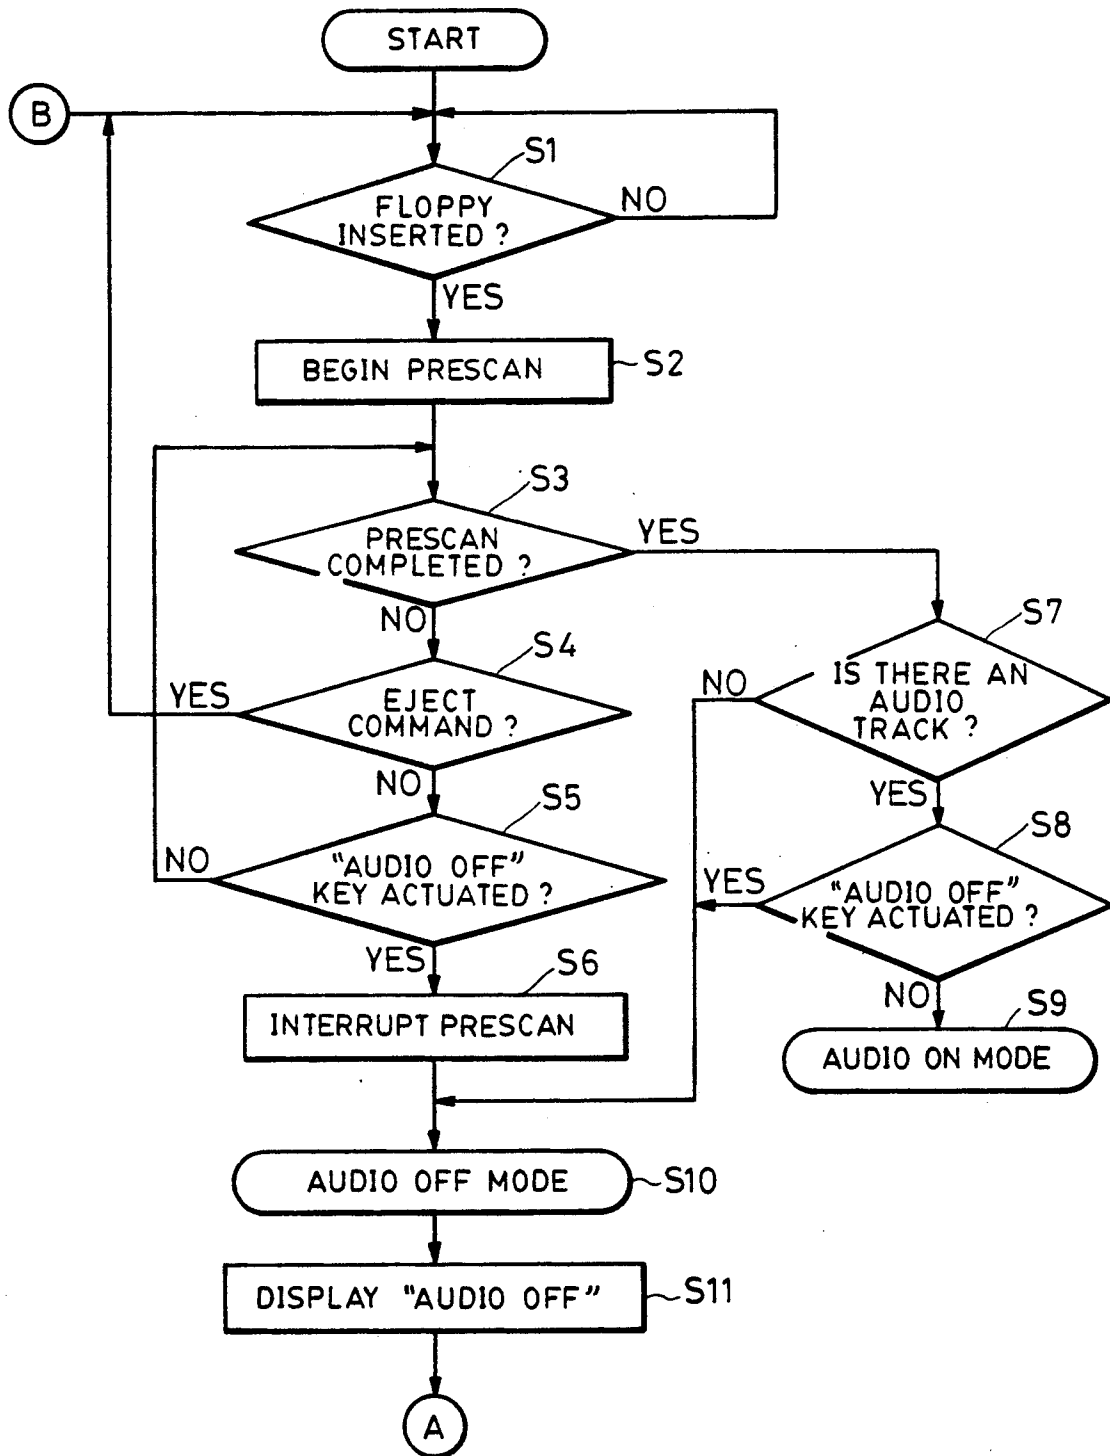 START
B
S1
FLOPPY
INSERTED ?
NO
YES
BEGIN PRESCAN
S2
S3
PRESCAN
COMPLETED ?
YES
NO
S4
EJECT
COMMAND ?
YES
NO
S7
IS THERE AN
AUDIO
TRACK ?
NO
YES
S5
"AUDIO OFF"
KEY ACTUATED ?
NO
YES
S8
"AUDIO OFF"
KEY ACTUATED ?
YES
NO
S6
INTERRUPT PRESCAN
S9
AUDIO ON MODE
AUDIO OFF MODE
S10
DISPLAY "AUDIO OFF"
S11
A